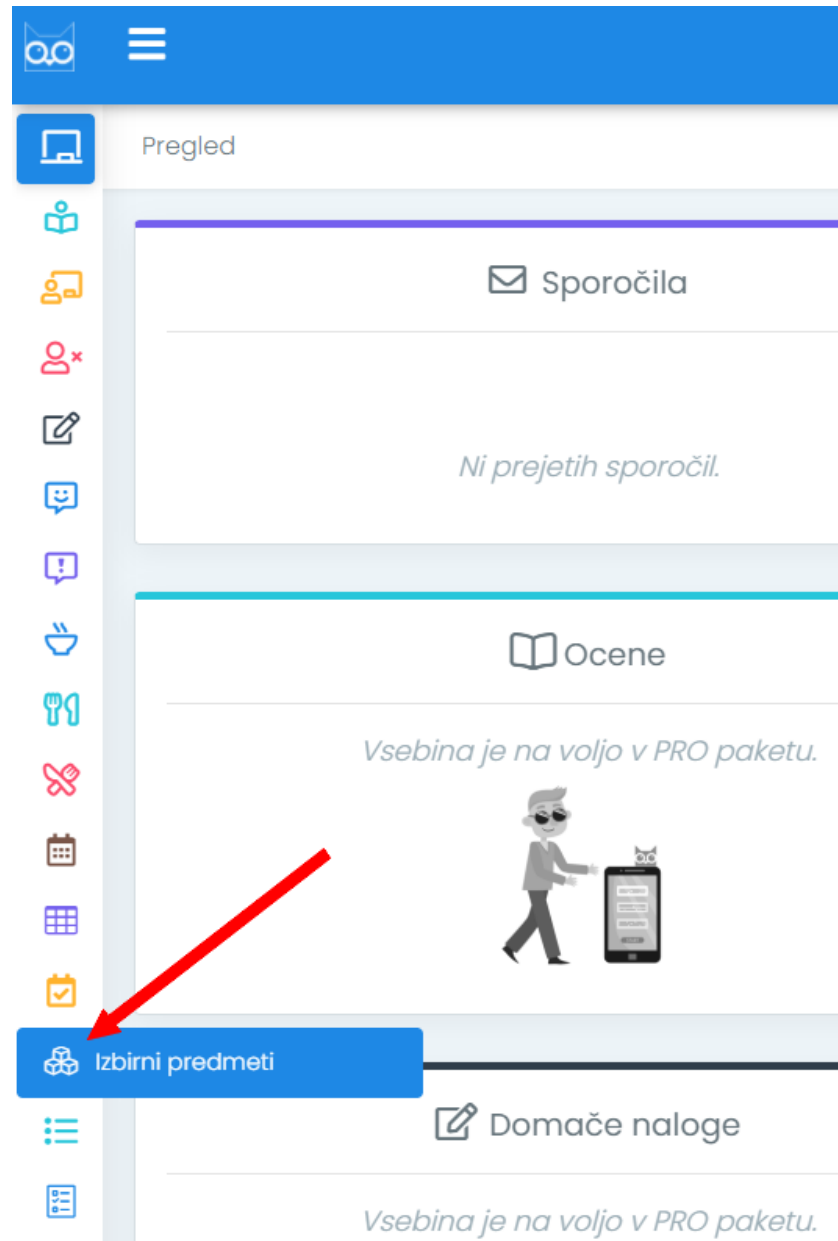 Pregled
Sporočila
Ni prejetih sporočil.
Ocene
Vsebina je na voljo v PRO paketu.
Izbirni predmeti
Domače naloge
Vsebina je na voljo v PRO paketu.